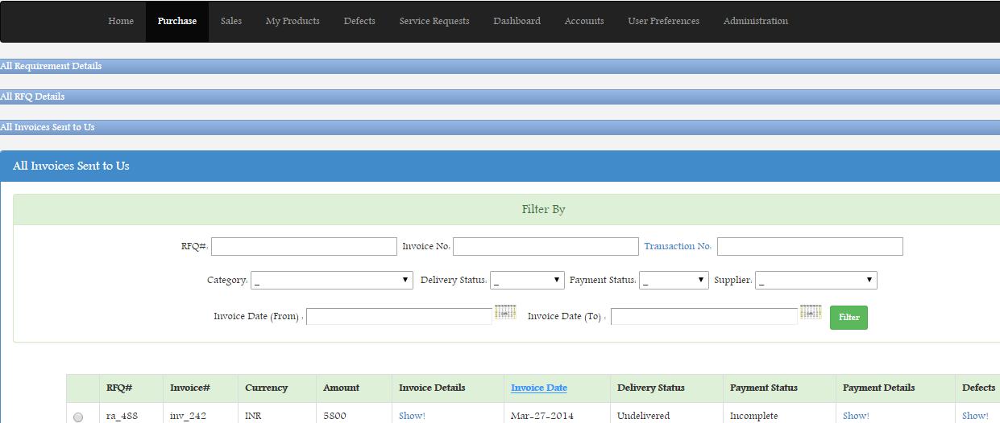 Home Purchase Sales My Products Defects Service Requests Dashboard Accounts User Preferences Administration
All Requirement Details
All RFQ Details
All Invoices Sent to Us
All Invoices Sent to Us
Filter By
RFQ#: Invoice No: Transaction No:
Category: _ Delivery Status: _ Payment Status: _ Supplier: _
Invoice Date (From) : Invoice Date (To) : Filter
RFQ# Invoice# Currency Amount Invoice Details Invoice Date Delivery Status Payment Status Payment Details Defects
ra_488 inv_242 INR 5800 Show! Mar-27-2014 Undelivered Incomplete Show! Show!